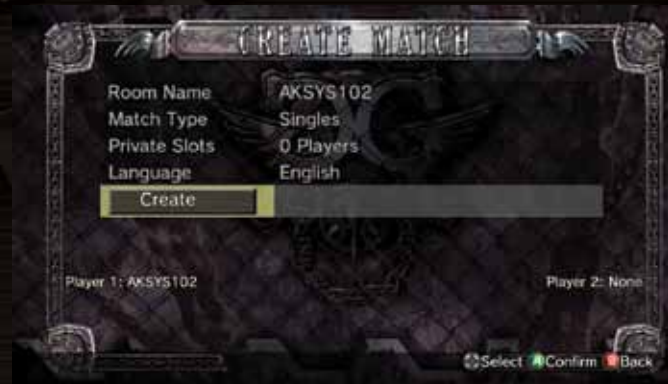 CREATE MATCH
Room Name AKSYS102
Match Type Singles
Private Slots 0 Players
Language English
Create
Player 1: AKSYS102 Player 2: None
Select A Confirm B Back